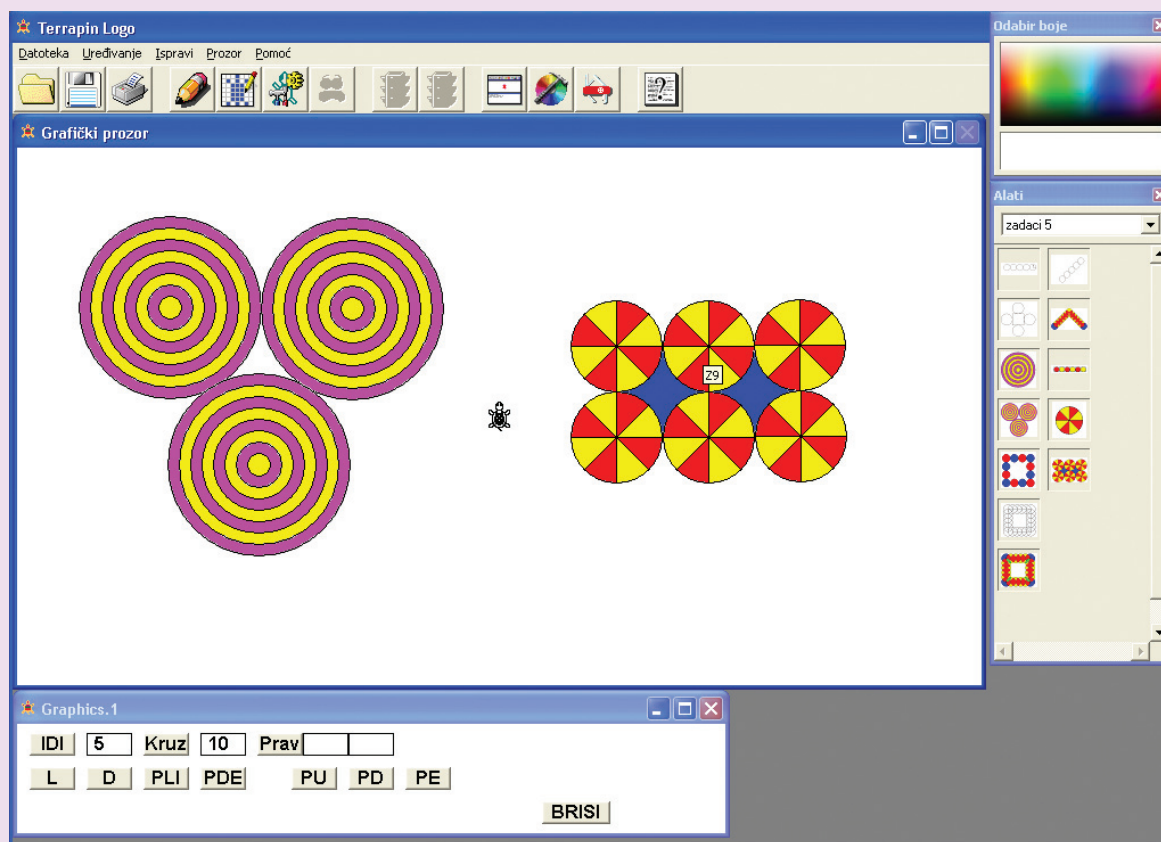 Terrapin Logo
Datoteka Uređivanje Ispravi Prozor Pomoć
Grafički prozor
Z9
Odabir boje
Alati
zadaci 5
Graphics.1
IDI 5 Kruz 10 Prav
L D PLI PDE PU PD PE
BRISI